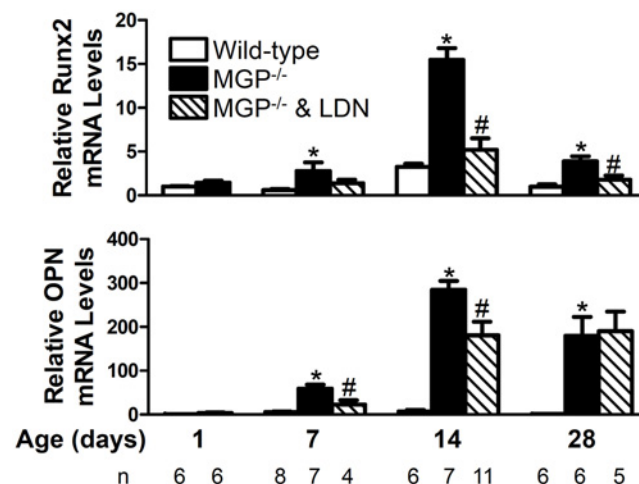 Relative Runx2
mRNA Levels
20
15
10
5
0
Wild-type
MGP-/-
MGP-/- & LDN
*
*
#
*
#
Relative OPN
mRNA Levels
400
300
200
100
0
*
#
*
#
*
Age (days) 1 7 14 28
n 6 6 8 7 4 6 7 11 6 6 5